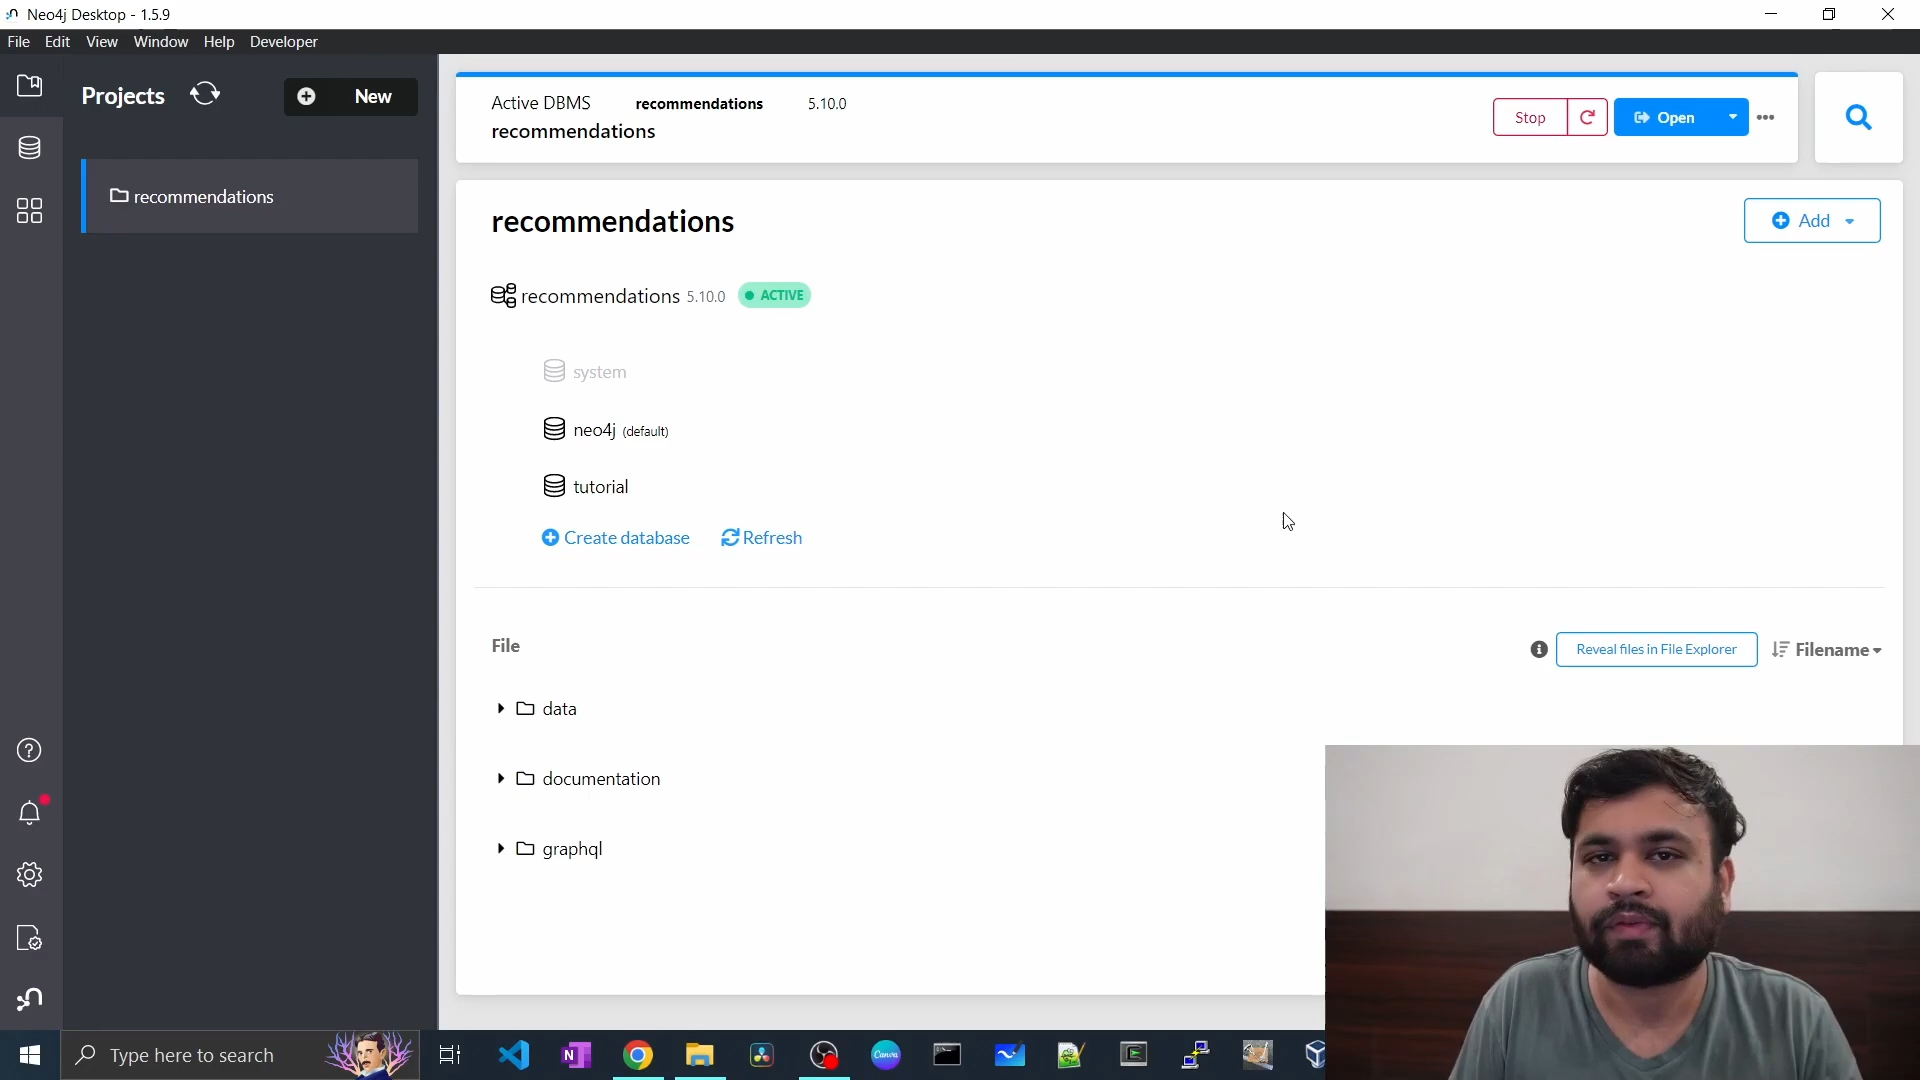 Neo4j Desktop - 1.5.9
File Edit View Window Help Developer
Projects
New
recommendations
Active DBMS recommendations 5.10.0
recommendations
Stop
Open
recommendations
Add
recommendations 5.10.0 ACTIVE
system
neo4j (default)
tutorial
Create database Refresh
File
Reveal files in File Explorer
Filename
data
documentation
graphql
Type here to search
Canva